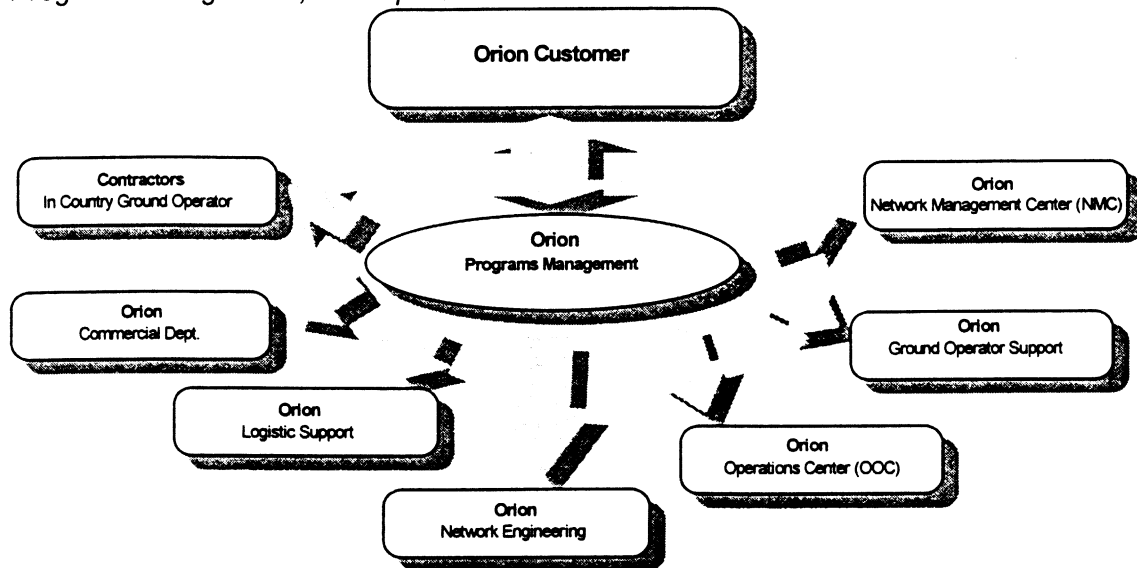 Orion Customer
Contractors
In Country Ground Operator
Orion
Network Management Center (NMC)
Orion
Programs Management
Orion
Commercial Dept.
Orion
Ground Operator Support
Orion
Logistic Support
Orion
Operations Center (OOC)
Orion
Network Engineering